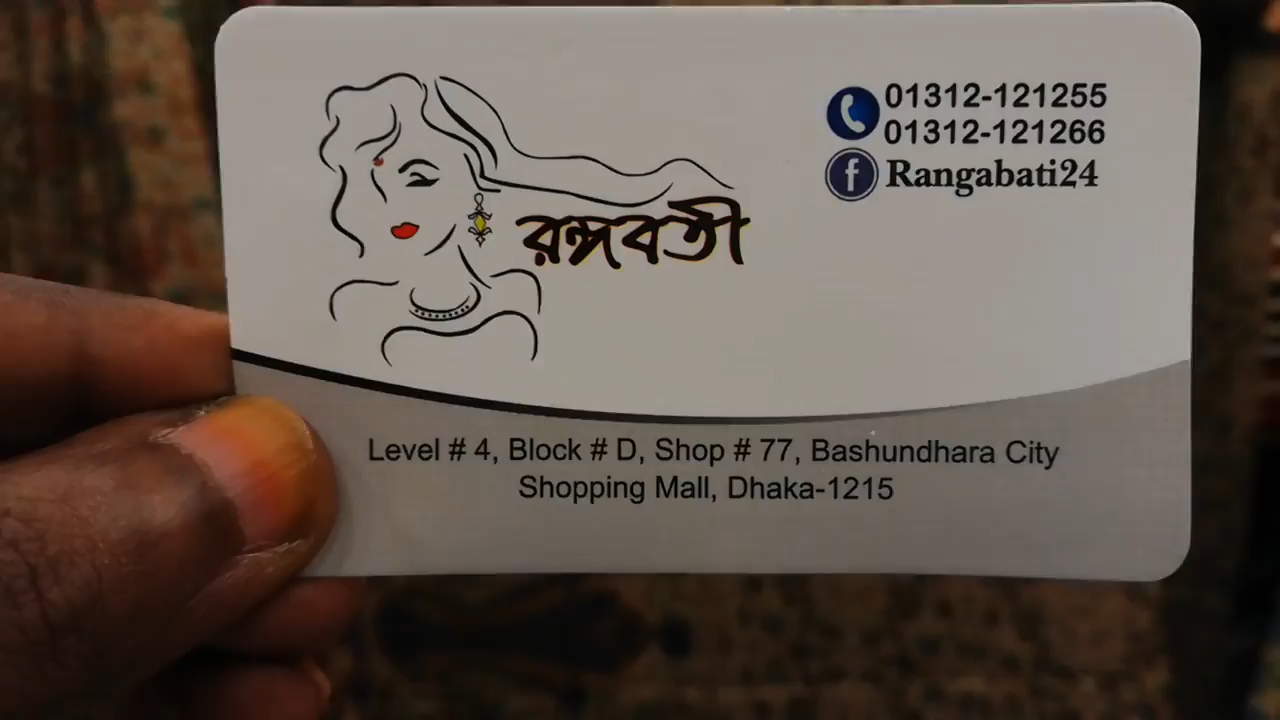 01312-121255
01312-121266
Rangabati24
রঙ্গবতী
Level # 4, Block # D, Shop # 77, Bashundhara City
Shopping Mall, Dhaka-1215